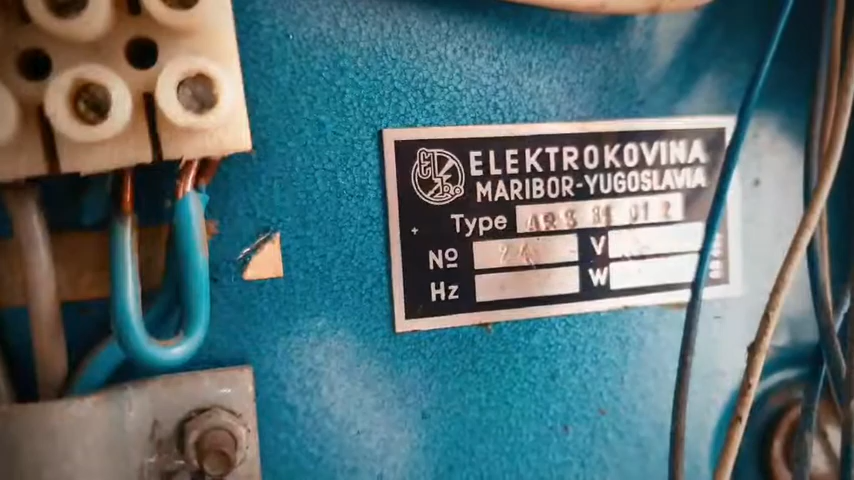 ELEKTROKOVINA
MARIBOR-YUGOSLAVIA
Type
No V
Hz W